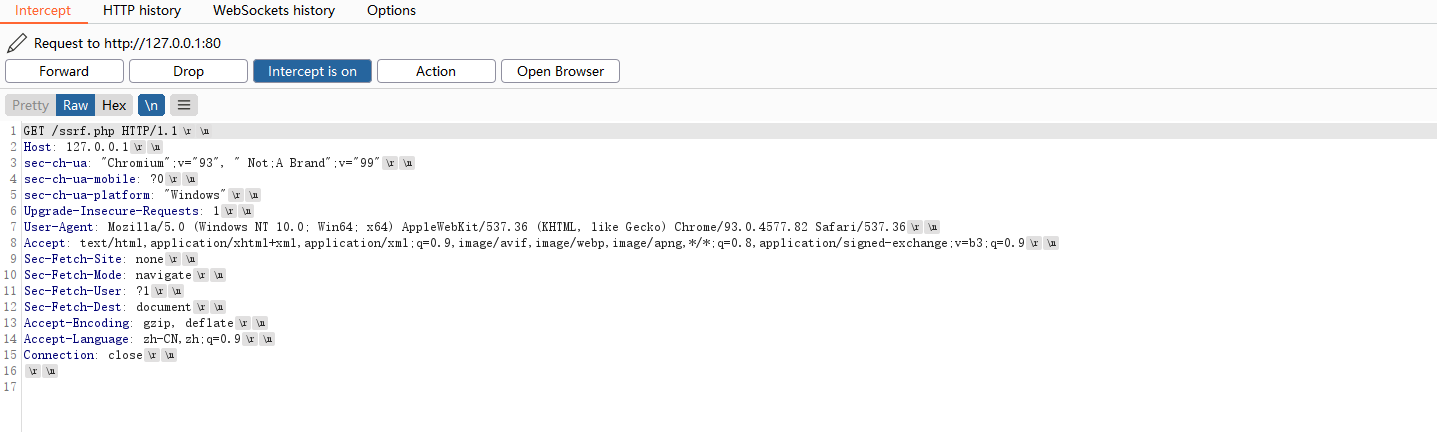 Intercept HTTP history WebSockets history Options
Request to http://127.0.0.1:80
Forward Drop Intercept is on Action Open Browser
Pretty Raw Hex \n
1 GET /ssrf.php HTTP/1.1 \r \n
2 Host: 127.0.0.1 \r \n
3 sec-ch-ua: "Chromium";v="93", " Not;A Brand";v="99" \r \n
4 sec-ch-ua-mobile: ?0 \r \n
5 sec-ch-ua-platform: "Windows" \r \n
6 Upgrade-Insecure-Requests: 1 \r \n
7 User-Agent: Mozilla/5.0 (Windows NT 10.0; Win64; x64) AppleWebKit/537.36 (KHTML, like Gecko) Chrome/93.0.4577.82 Safari/537.36 \r \n
8 Accept: text/html,application/xhtml+xml,application/xml;q=0.9,image/avif,image/webp,image/apng,*/*;q=0.8,application/signed-exchange;v=b3;q=0.9 \r \n
9 Sec-Fetch-Site: none \r \n
10 Sec-Fetch-Mode: navigate \r \n
11 Sec-Fetch-User: ?1 \r \n
12 Sec-Fetch-Dest: document \r \n
13 Accept-Encoding: gzip, deflate \r \n
14 Accept-Language: zh-CN,zh;q=0.9 \r \n
15 Connection: close \r \n
16 \r \n
17